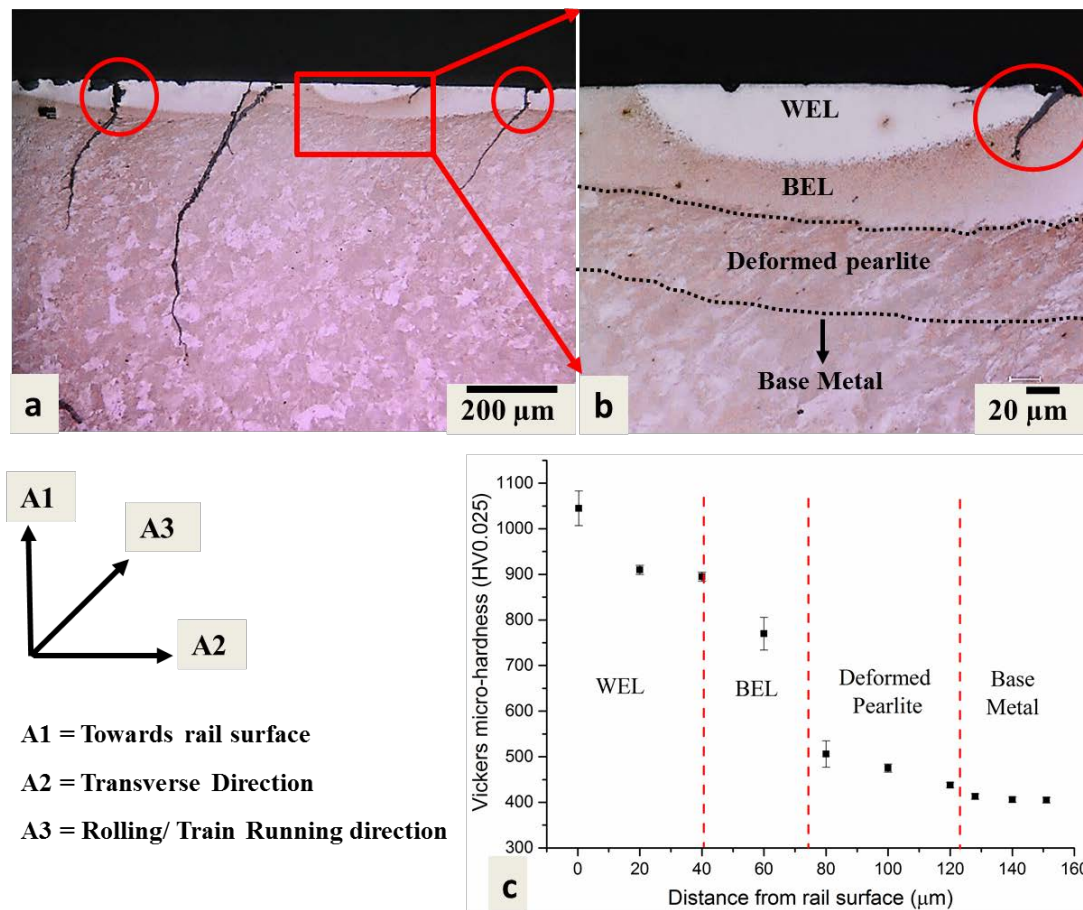 WEL
BEL
Deformed pearlite
Base Metal
a
200 µm
b
20 µm
A1
A3
A2
A1 = Towards rail surface
A2 = Transverse Direction
A3 = Rolling/ Train Running direction
Vickers micro-hardness (HV0.025)
1100
1000
900
800
700
600
500
400
300
WEL
BEL
Deformed
Pearlite
Base
Metal
0
20
40
60
80
100
120
140
160
c
Distance from rail surface (µm)